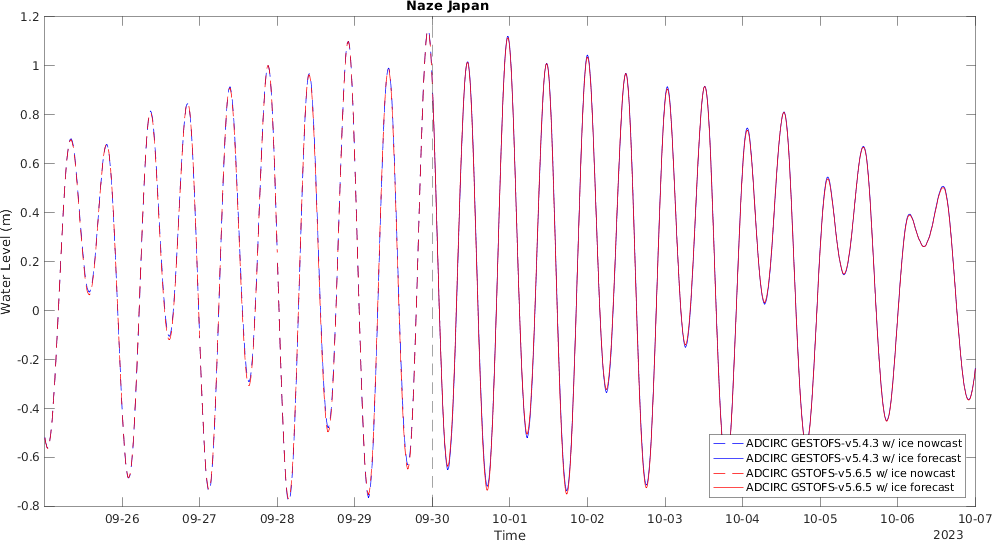 Naze Japan
1.2
1
0.8
0.6
0.4
0.2
0
-0.2
-0.4
-0.6
-0.8
Water Level (m)
ADCIRC GESTOFS-v5.4.3 w/ ice nowcast
ADCIRC GESTOFS-v5.4.3 w/ ice forecast
ADCIRC GSTOFS-v5.6.5 w/ ice nowcast
ADCIRC GSTOFS-v5.6.5 w/ ice forecast
09-26 09-27 09-28 09-29 09-30 10-01 10-02 10-03 10-04 10-05 10-06 10-07
Time
2023